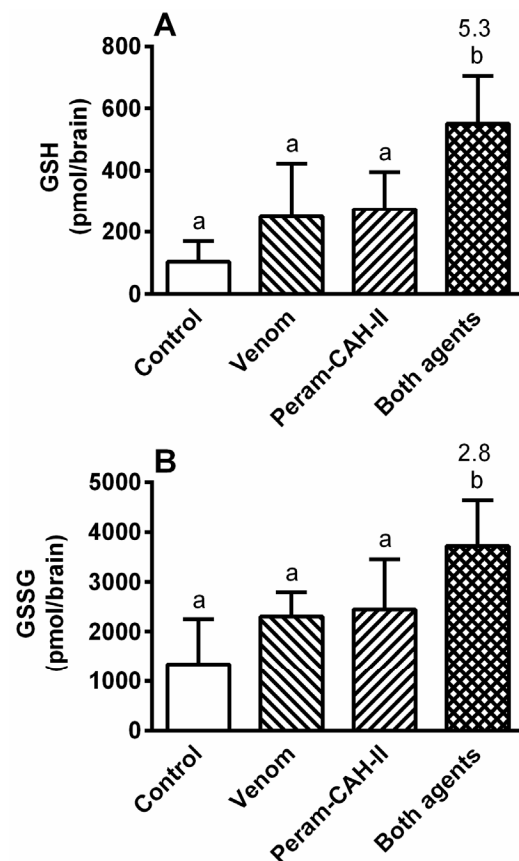 A
5.3
b
a
a
a
800
600
400
200
0
GSH
(pmol/brain)
Control
Venom
Peram-CAH-II
Both agents
B
2.8
b
a
a
a
5000
4000
3000
2000
1000
0
GSSG
(pmol/brain)
Control
Venom
Peram-CAH-II
Both agents